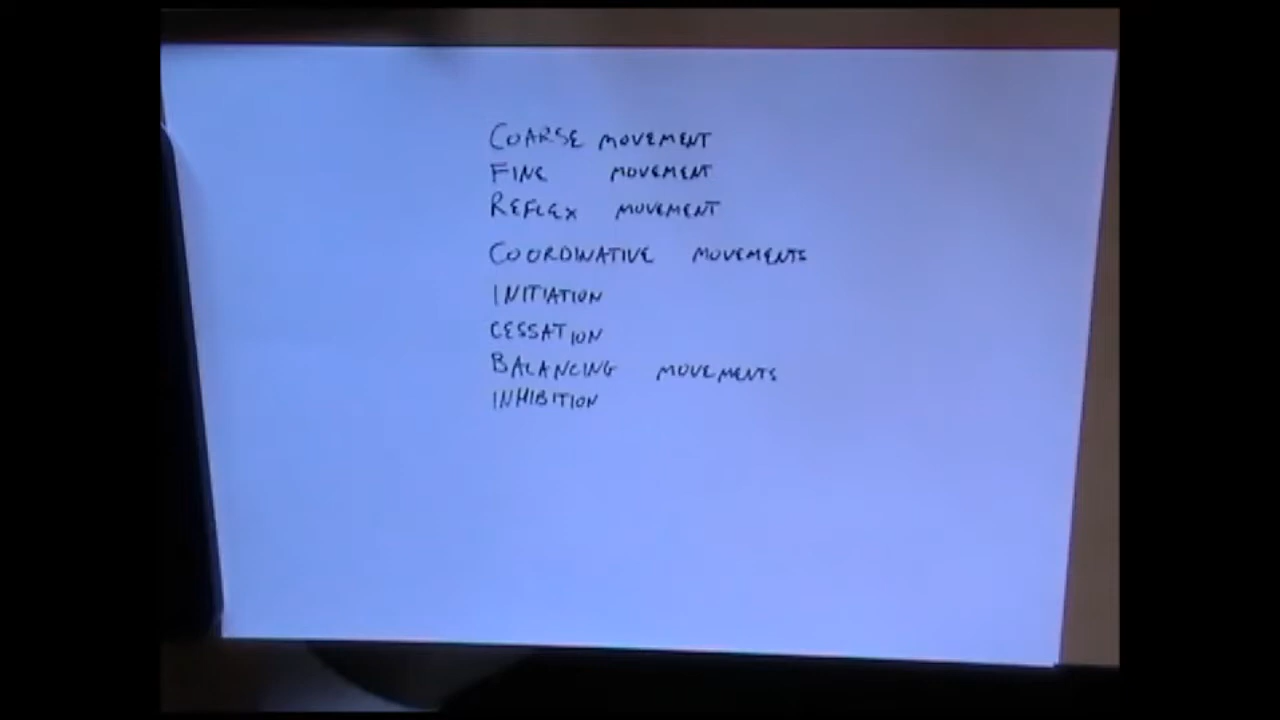 COARSE MOVEMENT
FINE MOVEMENT
REFLEX MOVEMENT
COORDINATIVE MOVEMENTS
INITIATION
CESSATION
BALANCING MOVEMENTS
INHIBITION